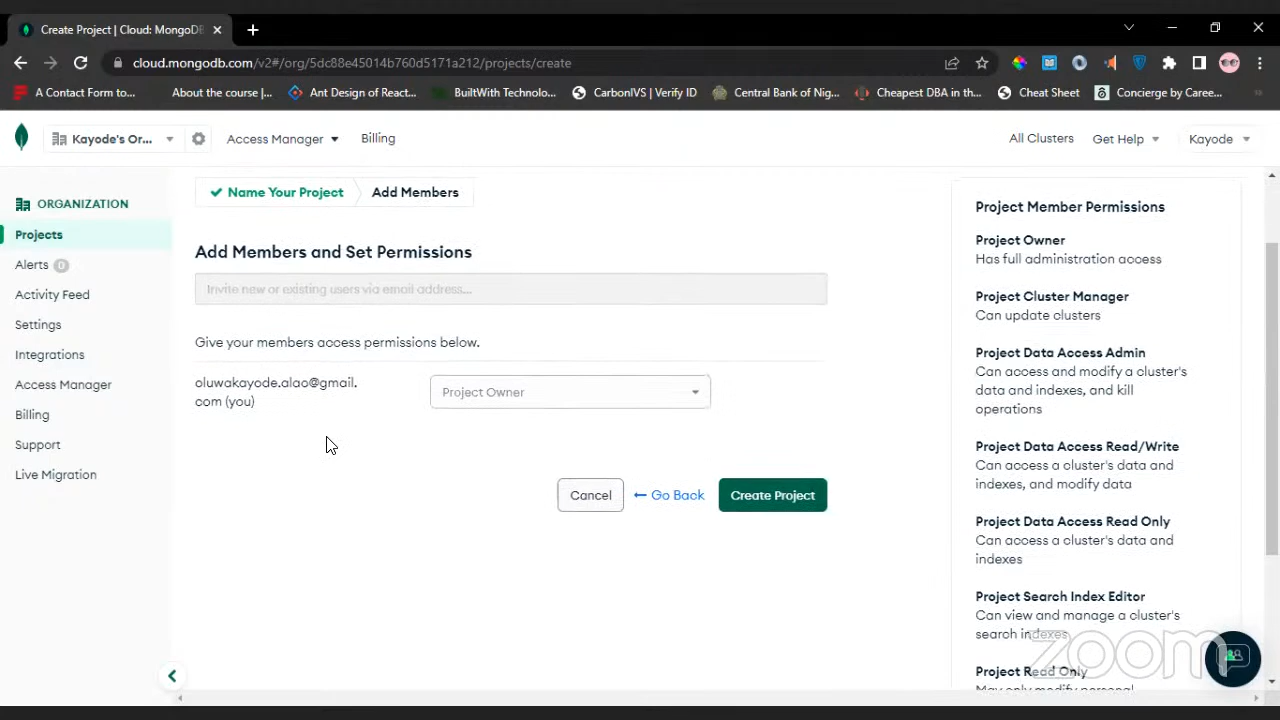 Create Project | Cloud: MongoDB
cloud.mongodb.com/v2#/org/5dc88e45014b760d5171a212/projects/create
A Contact Form to...
About the course |...
Ant Design of React...
BuiltWith Technolo...
CarbonIVS | Verify ID
Central Bank of Nig...
Cheapest DBA in th...
Cheat Sheet
Concierge by Caree...
»
Kayode's Or...
Access Manager
Billing
All Clusters
Get Help
Kayode
ORGANIZATION
Projects
Alerts 0
Activity Feed
Settings
Integrations
Access Manager
Billing
Support
Live Migration
Name Your Project
Add Members
Add Members and Set Permissions
Invite new or existing users via email address...
Give your members access permissions below.
oluwakayode.alao@gmail.
com (you)
Project Owner
Cancel
Go Back
Create Project
Project Member Permissions
Project Owner
Has full administration access
Project Cluster Manager
Can update clusters
Project Data Access Admin
Can access and modify a cluster's
data and indexes, and kill
operations
Project Data Access Read/Write
Can access a cluster's data and
indexes, and modify data
Project Data Access Read Only
Can access a cluster's data and
indexes
Project Search Index Editor
Can view and manage a cluster's
search indexes
Project Read Only
May only modify personal
zoom